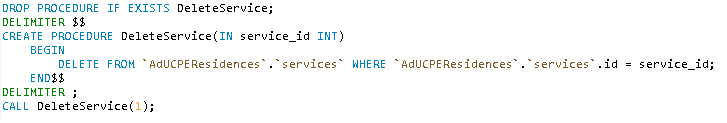 DROP PROCEDURE IF EXISTS DeleteService;
DELIMITER $$
CREATE PROCEDURE DeleteService(IN service_id INT)
    BEGIN
        DELETE FROM `AdUCPEResidences`.`services` WHERE `AdUCPEResidences`.`services`.id = service_id;
    END$$
DELIMITER ;
CALL DeleteService(1);